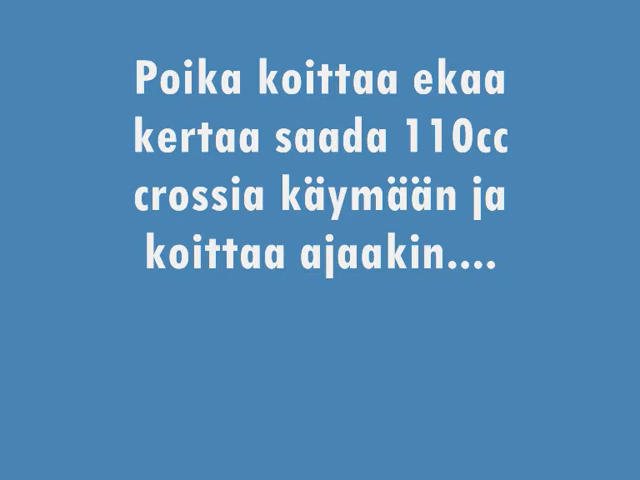 Poika koittaa ekaa
kertaa saada 110cc
crossia käymään ja
koittaa ajaakin....